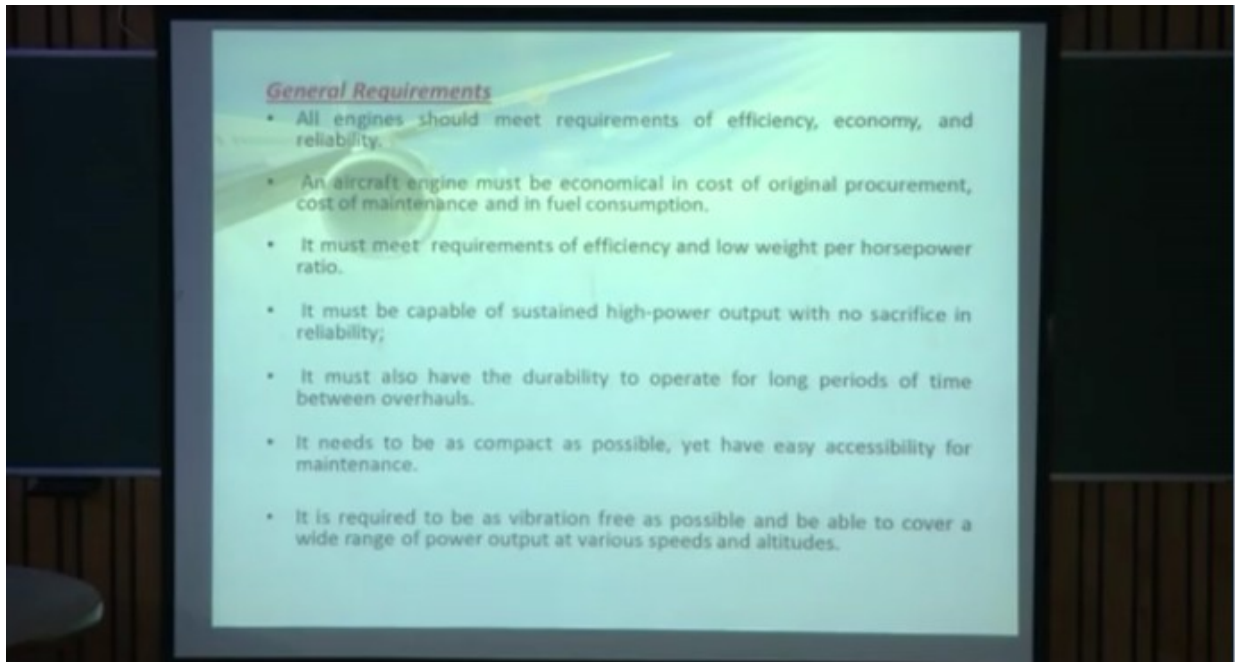 General Requirements
• All engines should meet requirements of efficiency, economy, and
reliability.
• An aircraft engine must be economical in cost of original procurement,
cost of maintenance and in fuel consumption.
• It must meet requirements of efficiency and low weight per horsepower
ratio.
• It must be capable of sustained high-power output with no sacrifice in
reliability;
• It must also have the durability to operate for long periods of time
between overhauls.
• It needs to be as compact as possible, yet have easy accessibility for
maintenance.
• It is required to be as vibration free as possible and be able to cover a
wide range of power output at various speeds and altitudes.